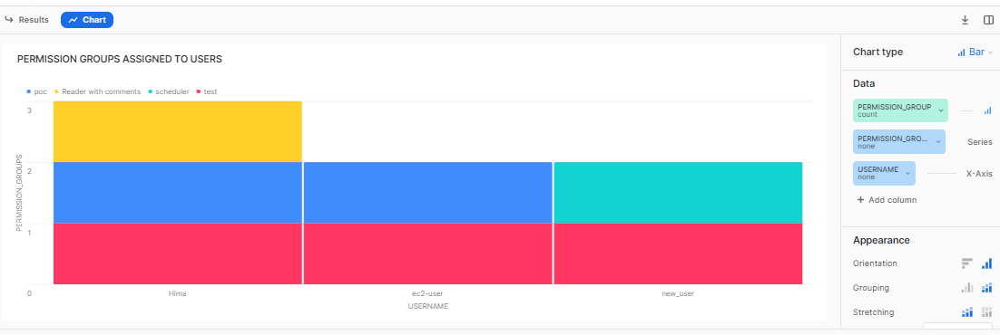 Results
Chart
PERMISSION GROUPS ASSIGNED TO USERS
poc Reader with comments scheduler test
3
2
1
0
PERMISSION_GROUPS
Hima ec2-user new_user
USERNAME
Chart type Bar
Data
PERMISSION_GROUP
count
PERMISSION_GRO...
none
Series
USERNAME
none
X-Axis
+ Add column
Appearance
Orientation
Grouping
Stretching